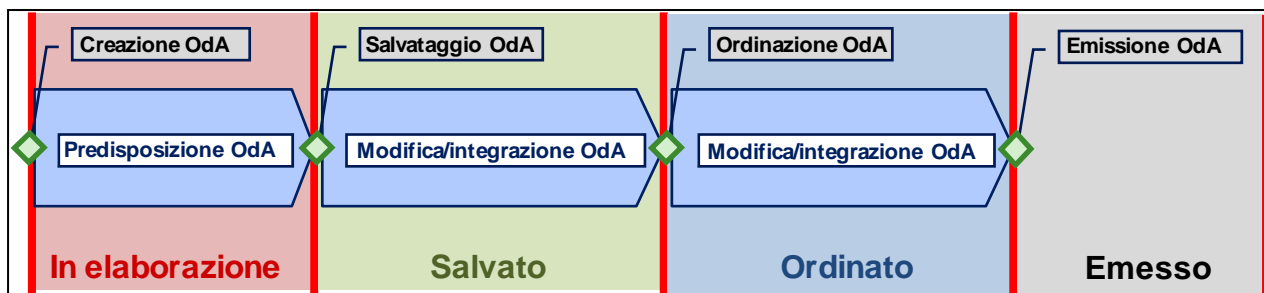 Creazione OdA
Salvataggio OdA
Ordinazione OdA
Emissione OdA
Predisposizione OdA
Modifica/integrazione OdA
Modifica/integrazione OdA
In elaborazione
Salvato
Ordinato
Emesso